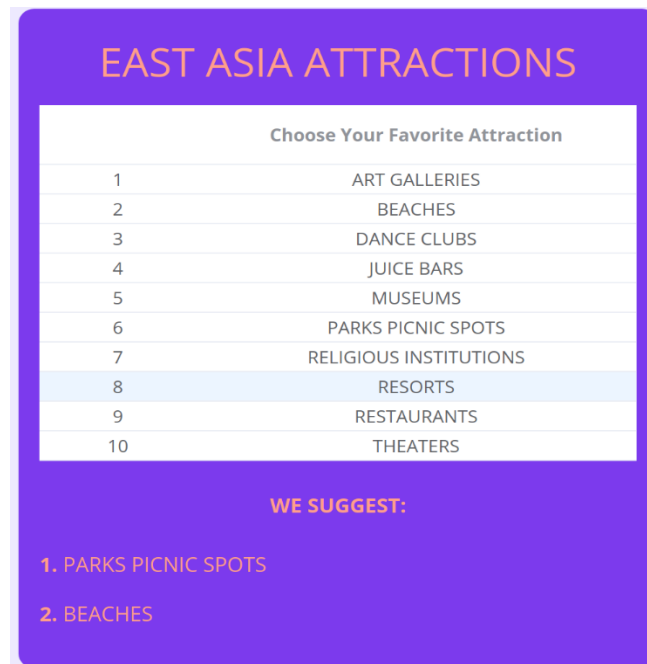 EAST ASIA ATTRACTIONS
Choose Your Favorite Attraction
1 ART GALLERIES
2 BEACHES
3 DANCE CLUBS
4 JUICE BARS
5 MUSEUMS
6 PARKS PICNIC SPOTS
7 RELIGIOUS INSTITUTIONS
8 RESORTS
9 RESTAURANTS
10 THEATERS
WE SUGGEST:
1. PARKS PICNIC SPOTS
2. BEACHES